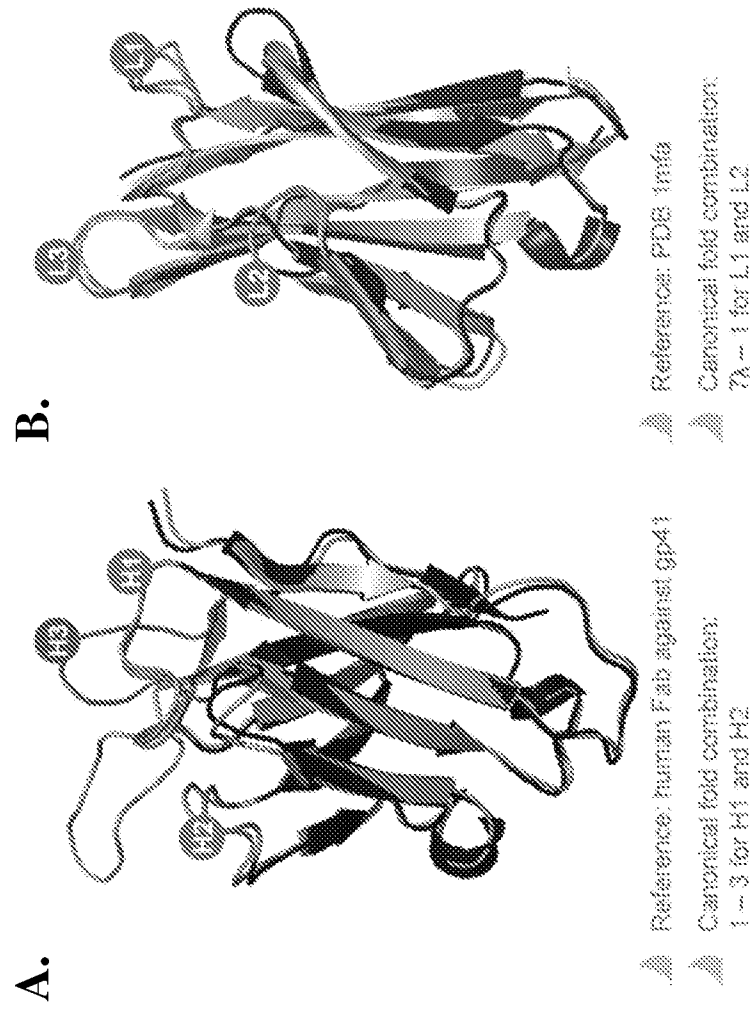 A.
H3
H1
H2
Reference: human Fab against gp41
Canonical fold combination:
1 – 3 for H1 and H2
B.
L3
L1
L2
Reference: PDB 1mfa
Canonical fold combination:
7λ – 1 for L1 and L2